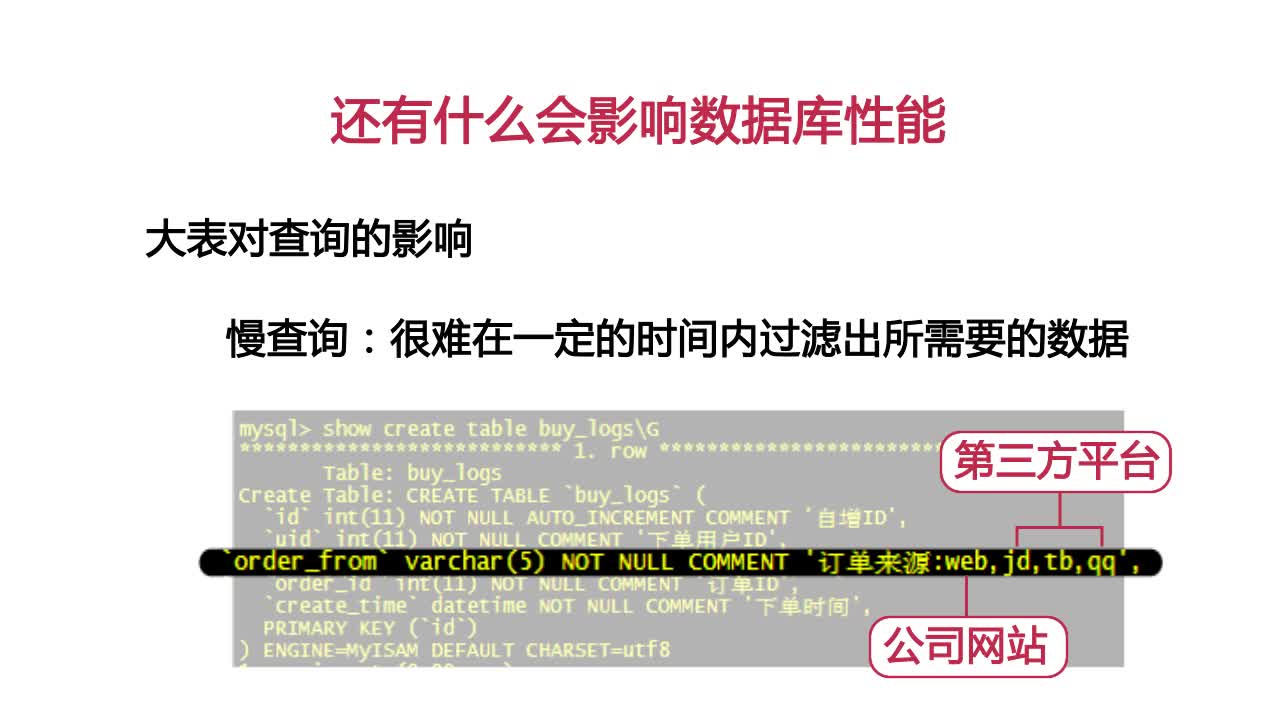 还有什么会影响数据库性能
大表对查询的影响
慢查询：很难在一定的时间内过滤出所需要的数据
mysql> show create table buy_logs\G
*************************** 1. row ************************
第三方平台
Table: buy_logs
Create Table: CREATE TABLE `buy_logs` (
`id` int(11) NOT NULL AUTO_INCREMENT COMMENT '自增ID',
`uid` int(11) NOT NULL COMMENT '下单用户ID',
`order_from` varchar(5) NOT NULL COMMENT '订单来源:web,jd,tb,qq',
`order_id` int(11) NOT NULL COMMENT '订单ID',
`create_time` datetime NOT NULL COMMENT '下单时间',
PRIMARY KEY (`id`)
) ENGINE=MyISAM DEFAULT CHARSET=utf8
公司网站